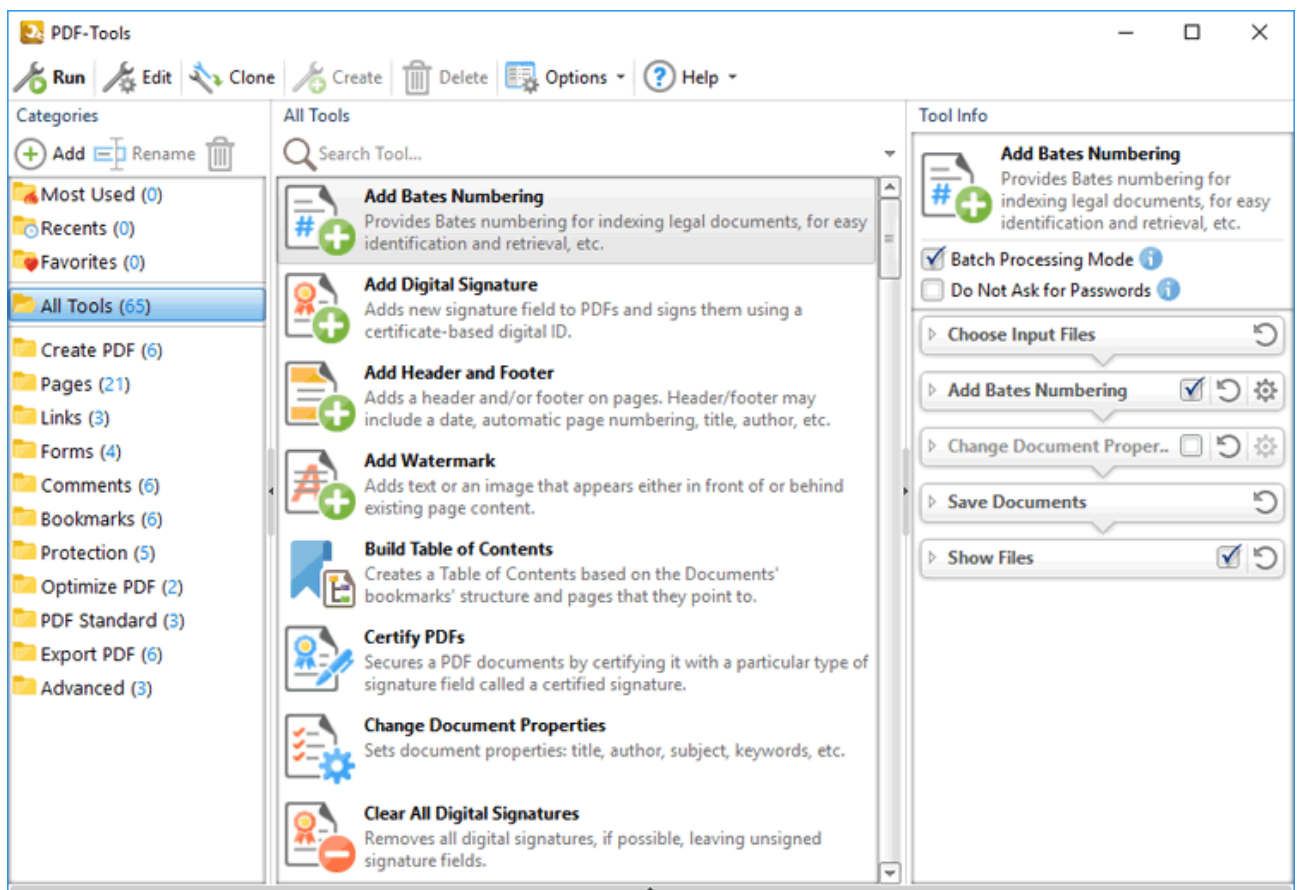 PDF-Tools
Run Edit Clone Create Delete Options Help
Categories
Add Rename
Most Used (0)
Recents (0)
Favorites (0)
All Tools (65)
Create PDF (6)
Pages (21)
Links (3)
Forms (4)
Comments (6)
Bookmarks (6)
Protection (5)
Optimize PDF (2)
PDF Standard (3)
Export PDF (6)
Advanced (3)
All Tools
Search Tool...
Add Bates Numbering
Provides Bates numbering for indexing legal documents, for easy
identification and retrieval, etc.
Add Digital Signature
Adds new signature field to PDFs and signs them using a
certificate-based digital ID.
Add Header and Footer
Adds a header and/or footer on pages. Header/footer may
include a date, automatic page numbering, title, author, etc.
Add Watermark
Adds text or an image that appears either in front of or behind
existing page content.
Build Table of Contents
Creates a Table of Contents based on the Documents'
bookmarks' structure and pages that they point to.
Certify PDFs
Secures a PDF documents by certifying it with a particular type of
signature field called a certified signature.
Change Document Properties
Sets document properties: title, author, subject, keywords, etc.
Clear All Digital Signatures
Removes all digital signatures, if possible, leaving unsigned
signature fields.
Tool Info
Add Bates Numbering
Provides Bates numbering for
indexing legal documents, for easy
identification and retrieval, etc.
Batch Processing Mode
Do Not Ask for Passwords
Choose Input Files
Add Bates Numbering
Change Document Proper...
Save Documents
Show Files